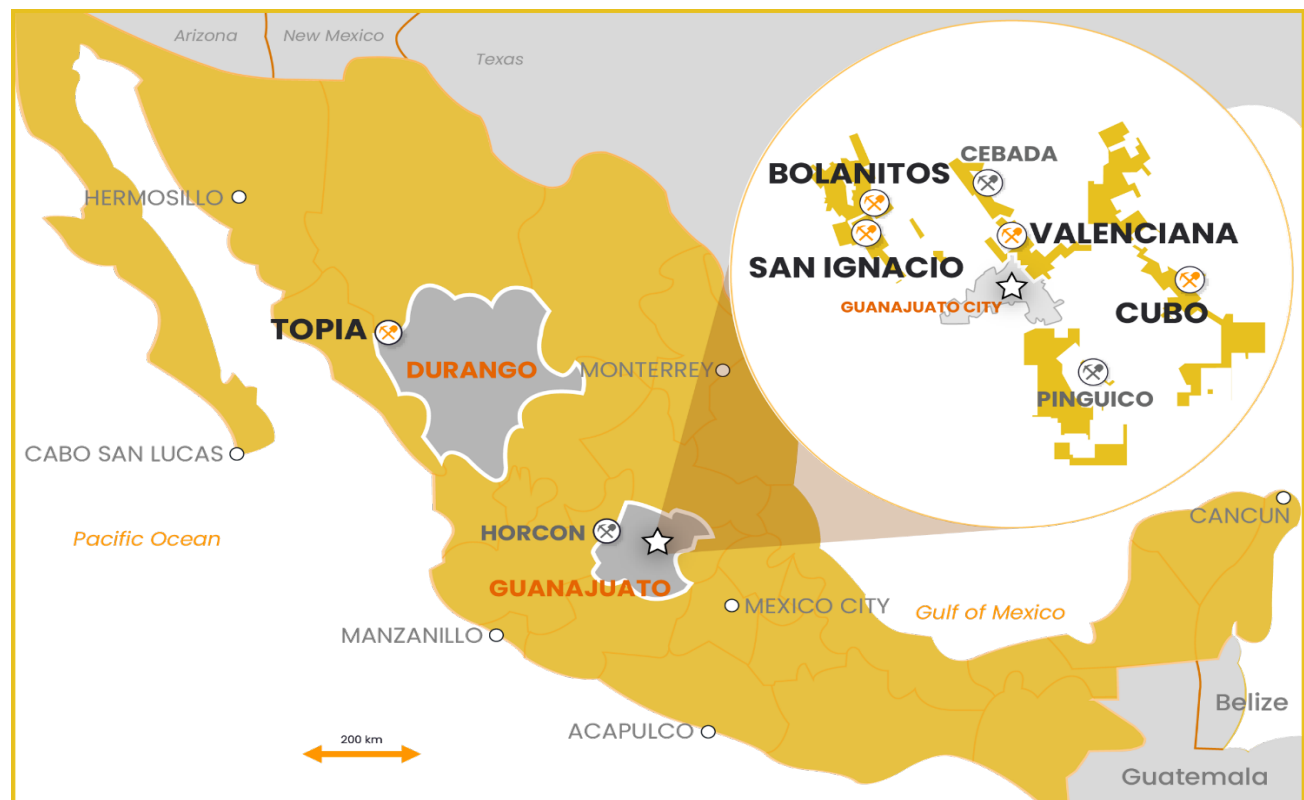 Arizona
New Mexico
Texas
CEBADA
BOLANITOS
HERMOSILLO
VALENCIANA
SAN IGNACIO
GUANAJUATO CITY
CUBO
TOPIA
DURANGO
MONTERREY
PINGUICO
CABO SAN LUCAS
CANCUN
HORCON
Pacific Ocean
GUANAJUATO
MEXICO CITY
Gulf of Mexico
MANZANILLO
Belize
ACAPULCO
200 km
Guatemala